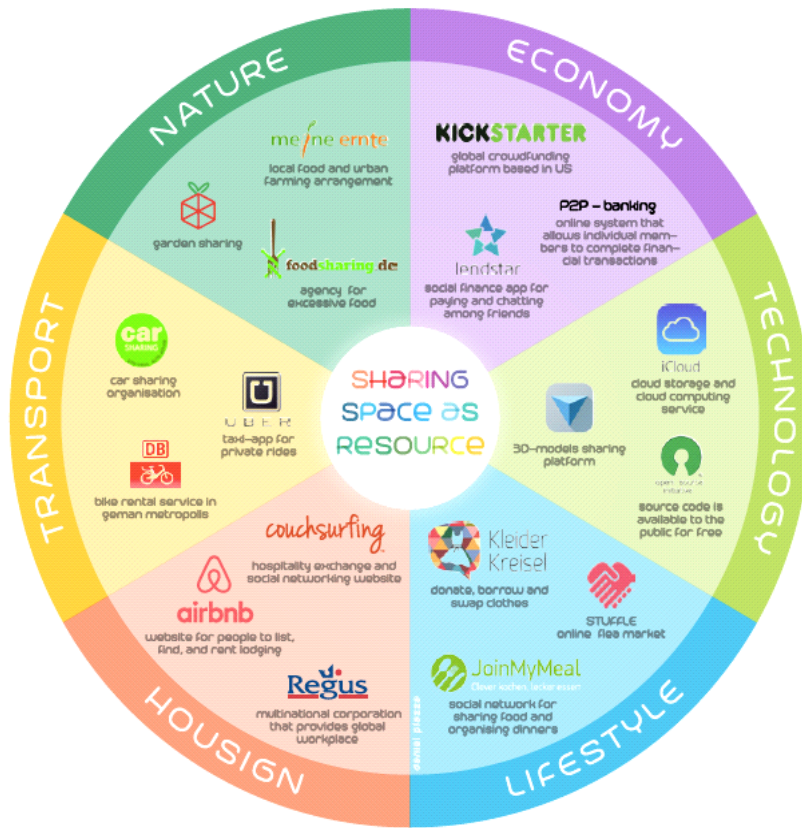 NATURE
meine ernte
local food and urban
farming arrangement
garden sharing
foodsharing.de
agency for
excessive food
ECONOMY
KICKSTARTER
global crowdfunding
platform based in US
P2P - banking
online system that
allows individual mem-
bers to complete finan-
cial transactions
lendstar
social finance app for
paying and chatting
among friends
TECHNOLOGY
iCloud
cloud storage and
cloud computing
service
3D-models sharing
platform
open source
initiative
source code is
available to the
public for free
TRANSPORT
car
SHARING
car sharing
organisation
UBER
taxi-app for
private rides
DB
bike rental service in
geman metropolis
SHARING
SPACE AS
RESOURCE
HOUSIGN
couchsurfing
hospitality exchange and
social networking website
airbnb
website for people to list,
find, and rent lodging
Regus
multinational corporation
that provides global
workplace
LIFESTYLE
Kleider
Kreisel
donate, borrow and
swap clothes
STUFFLE
online flea market
JoinMyMeal
Clever kochen, lecker essen
social network for
sharing food and
organising dinners